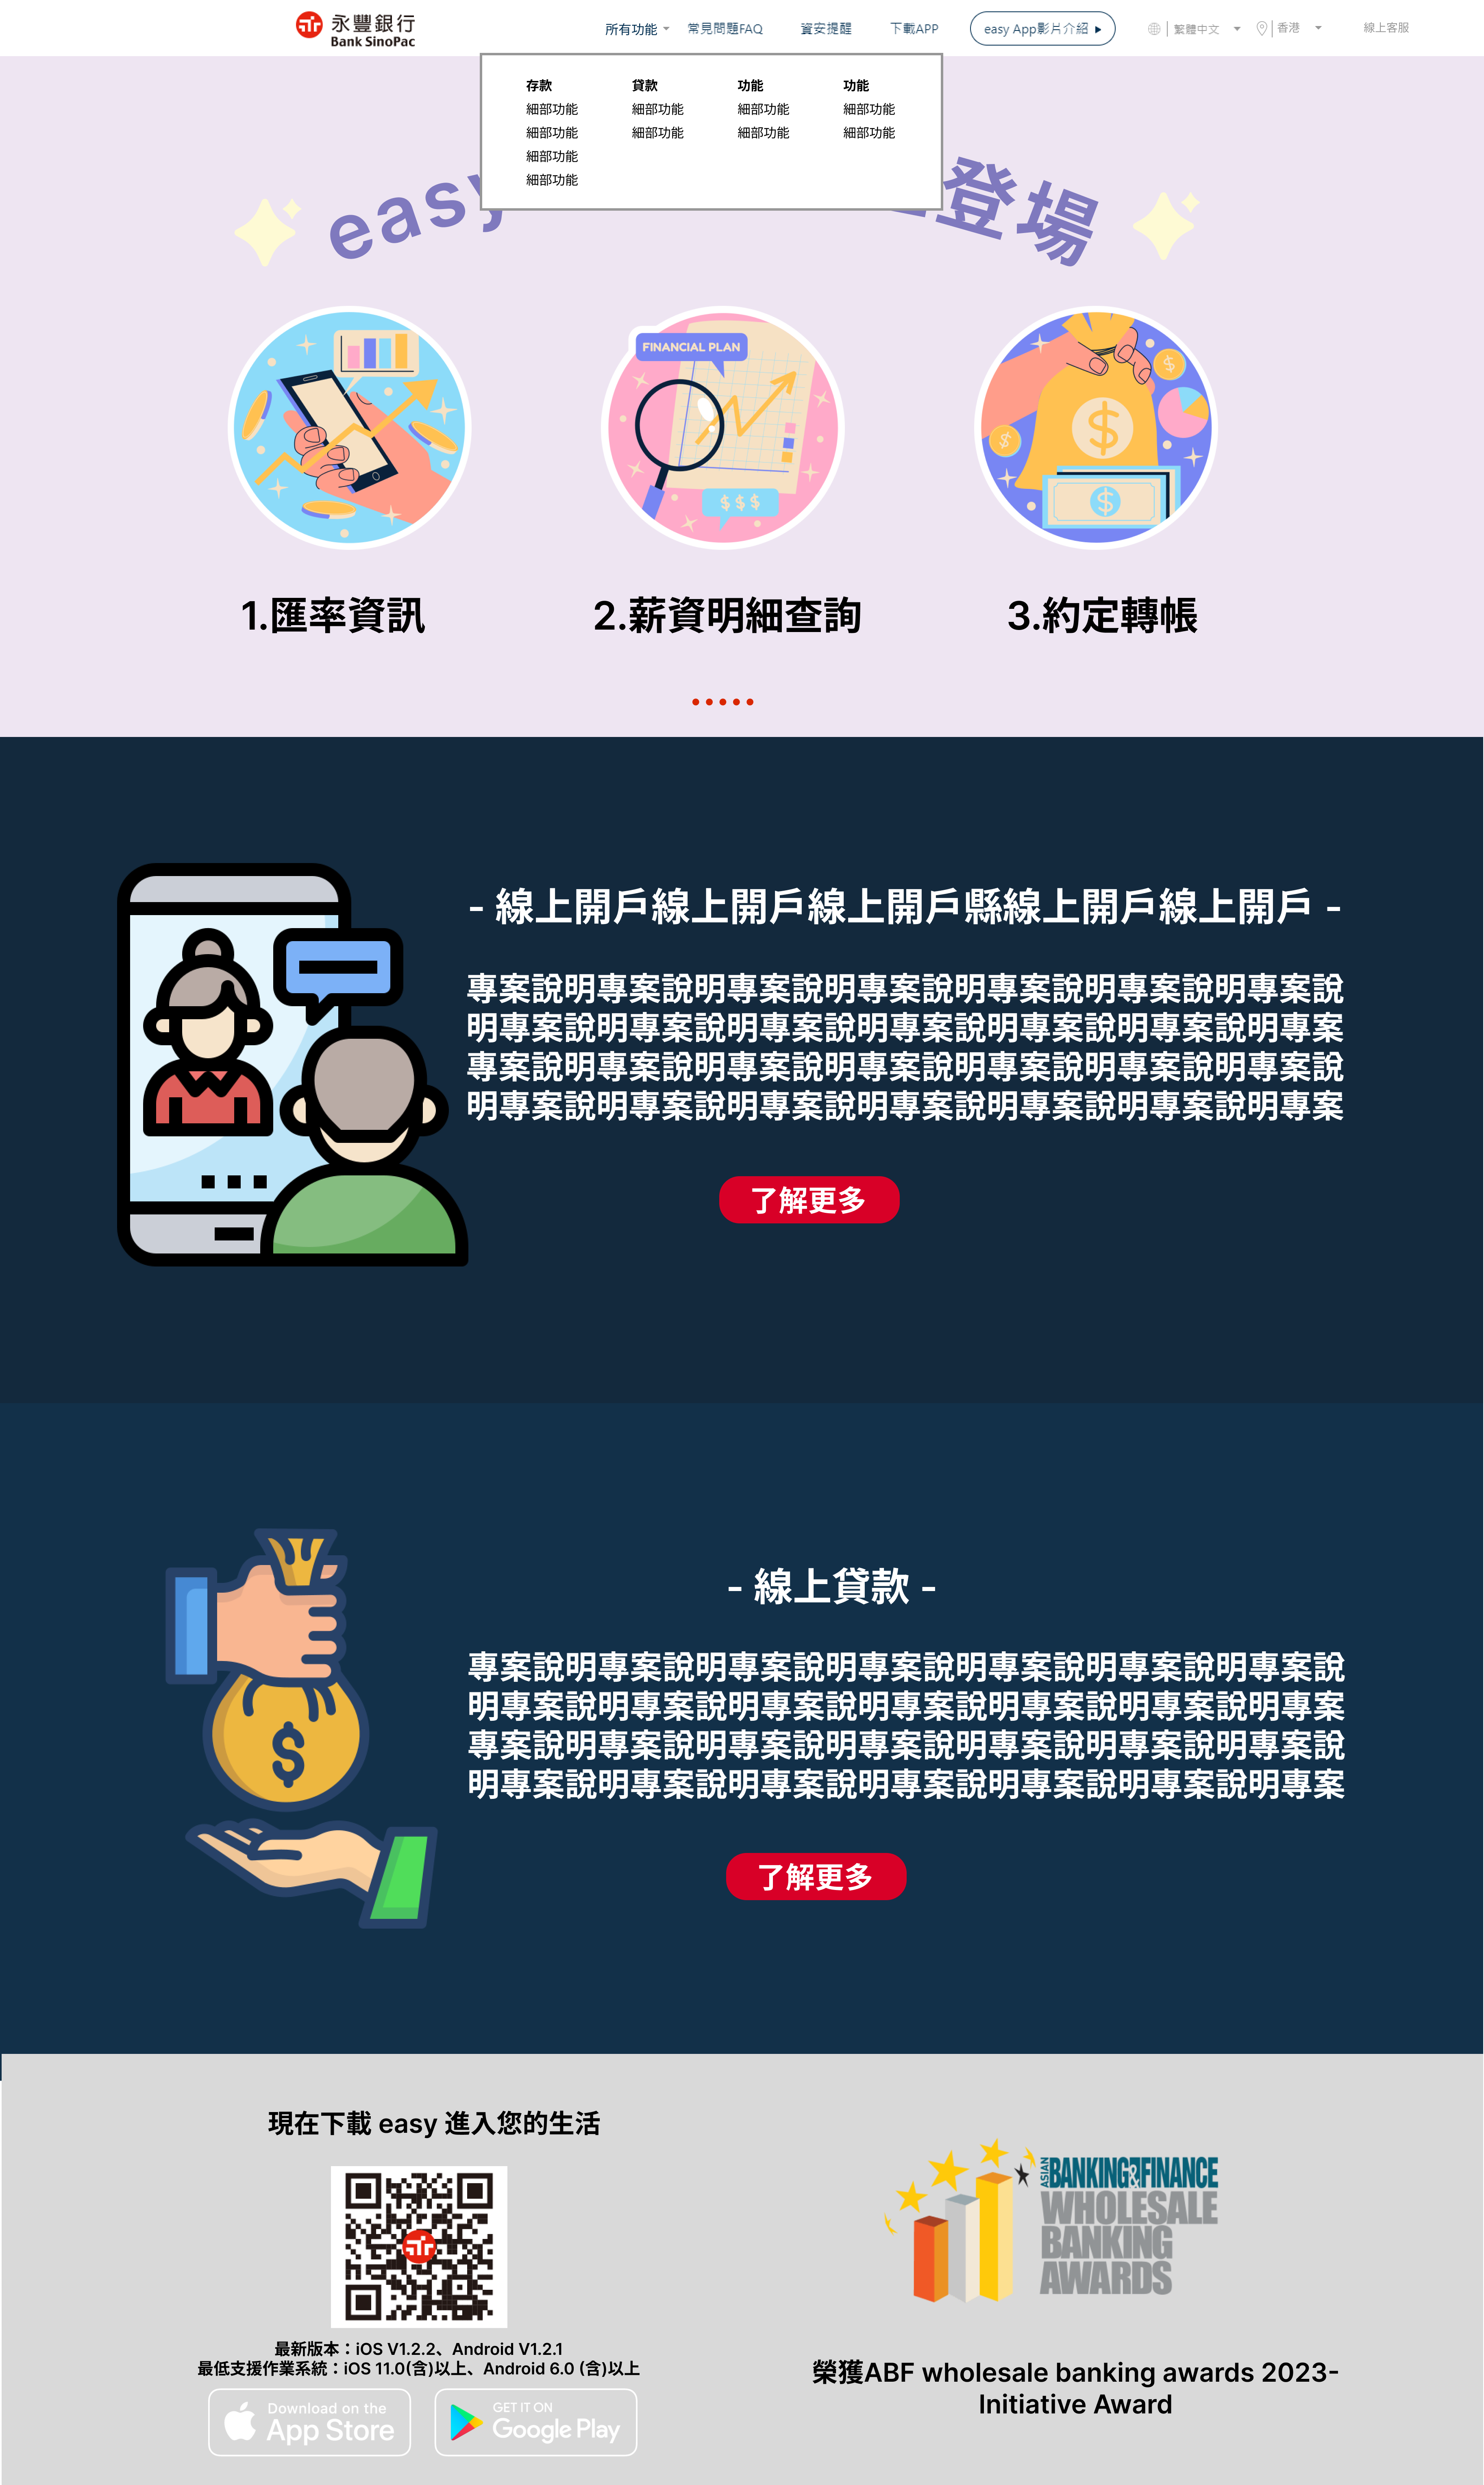 永豐銀行
Bank SinoPac
所有功能 常見問題FAQ 資安提醒 下載APP easy App影片介紹 繁體中文 香港 線上客服
存款 貸款 功能 功能
細部功能 細部功能 細部功能 細部功能
細部功能 細部功能 細部功能 細部功能
細部功能
細部功能
easy 登場
FINANCIAL PLAN
$ $ $
1.匯率資訊 2.薪資明細查詢 3.約定轉帳
- 線上開戶線上開戶線上開戶縣線上開戶線上開戶 -
專案說明專案說明專案說明專案說明專案說明專案說明專案說
明專案說明專案說明專案說明專案說明專案說明專案說明專案
專案說明專案說明專案說明專案說明專案說明專案說明專案說
明專案說明專案說明專案說明專案說明專案說明專案說明專案
了解更多
- 線上貸款 -
專案說明專案說明專案說明專案說明專案說明專案說明專案說
明專案說明專案說明專案說明專案說明專案說明專案說明專案
專案說明專案說明專案說明專案說明專案說明專案說明專案說
明專案說明專案說明專案說明專案說明專案說明專案說明專案
了解更多
現在下載 easy 進入您的生活
最新版本：iOS V1.2.2、Android V1.2.1
最低支援作業系統：iOS 11.0(含)以上、Android 6.0 (含)以上
Download on the
App Store
GET IT ON
Google Play
ASIAN
BANKING&FINANCE
WHOLESALE
BANKING
AWARDS
榮獲ABF wholesale banking awards 2023-
Initiative Award